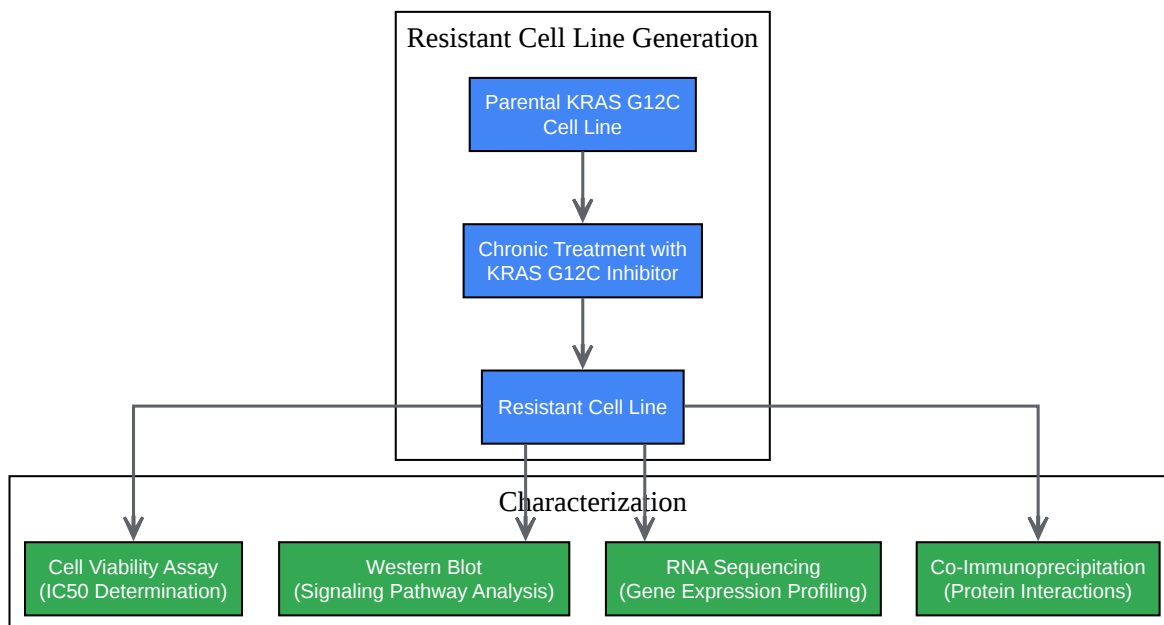 Resistant Cell Line Generation
Parental KRAS G12C
Cell Line
Chronic Treatment with
KRAS G12C Inhibitor
Resistant Cell Line
Characterization
Cell Viability Assay
(IC50 Determination)
Western Blot
(Signaling Pathway Analysis)
RNA Sequencing
(Gene Expression Profiling)
Co-Immunoprecipitation
(Protein Interactions)